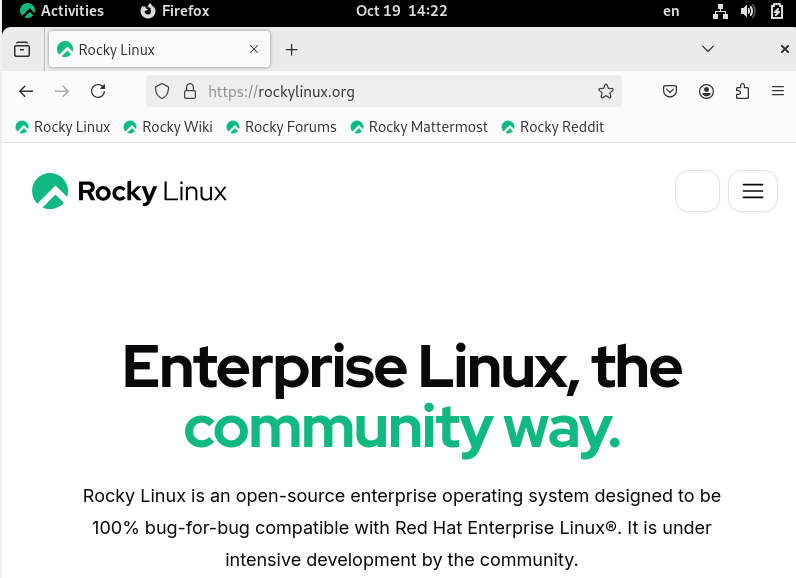 Activities Firefox Oct 19 14:22 en
Rocky Linux
https://rockylinux.org
Rocky Linux Rocky Wiki Rocky Forums Rocky Mattermost Rocky Reddit
Rocky Linux
Enterprise Linux, the
community way.
Rocky Linux is an open-source enterprise operating system designed to be
100% bug-for-bug compatible with Red Hat Enterprise Linux®. It is under
intensive development by the community.